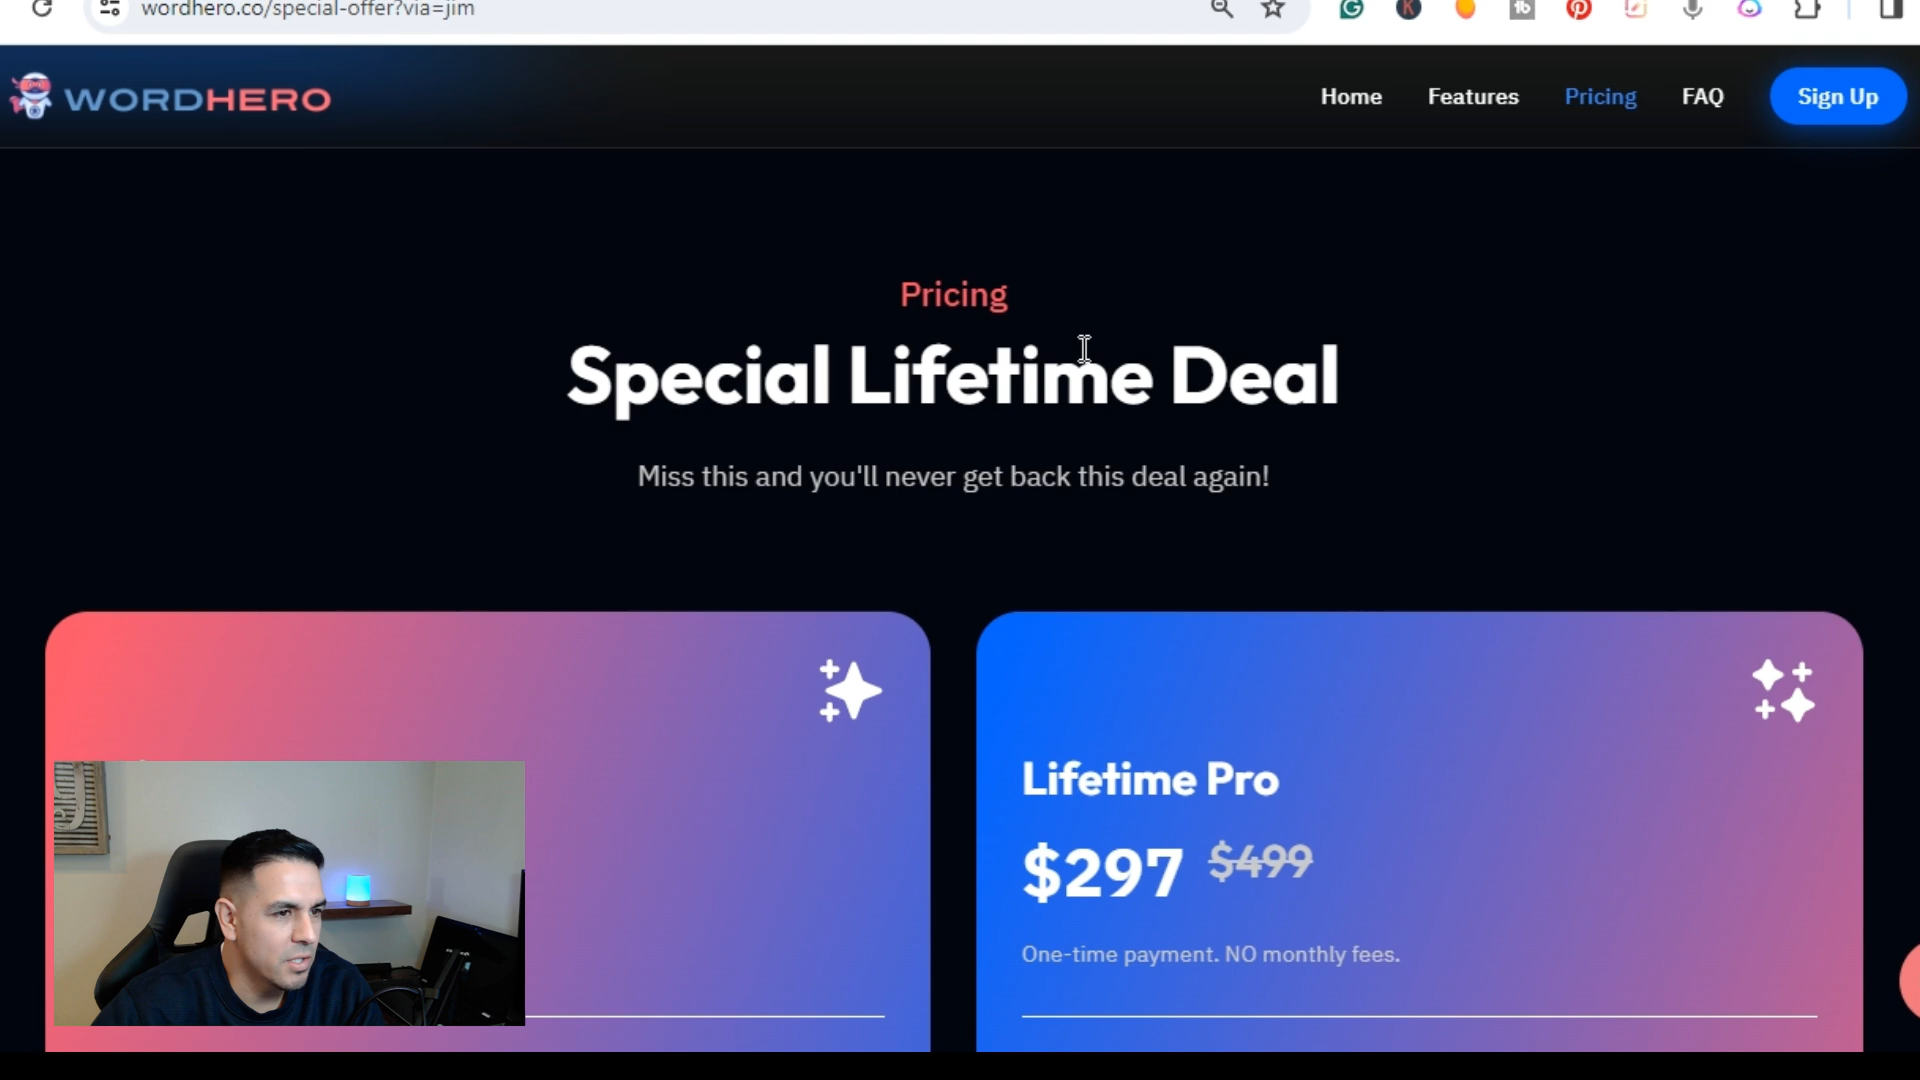 wordhero.co/special-offer?via=jim
WORDHERO
Home
Features
Pricing
FAQ
Sign Up
Pricing
Special Lifetime Deal
Miss this and you'll never get back this deal again!
Lifetime Pro
$297 $499
One-time payment. NO monthly fees.